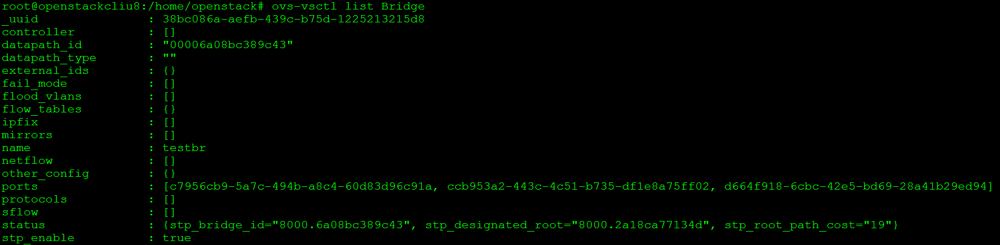 root@openstackcliu8:/home/openstack# ovs-vsctl list Bridge
_uuid               : 38bc086a-aefb-439c-b75d-1225213215d8
controller          : []
datapath_id         : "00006a08bc389c43"
datapath_type       : ""
external_ids        : {}
fail_mode           : []
flood_vlans         : []
flow_tables         : {}
ipfix               : []
mirrors             : []
name                : testbr
netflow             : []
other_config        : {}
ports               : [c7956cb9-5a7c-494b-a8c4-60d83d96c91a, ccb953a2-443c-4c51-b735-df1e8a75ff02, d664f918-6cbc-42e5-bd69-28a41b29ed94]
protocols           : []
sflow               : []
status              : {stp_bridge_id="8000.6a08bc389c43", stp_designated_root="8000.2a18ca77134d", stp_root_path_cost="19"}
stp_enable          : true